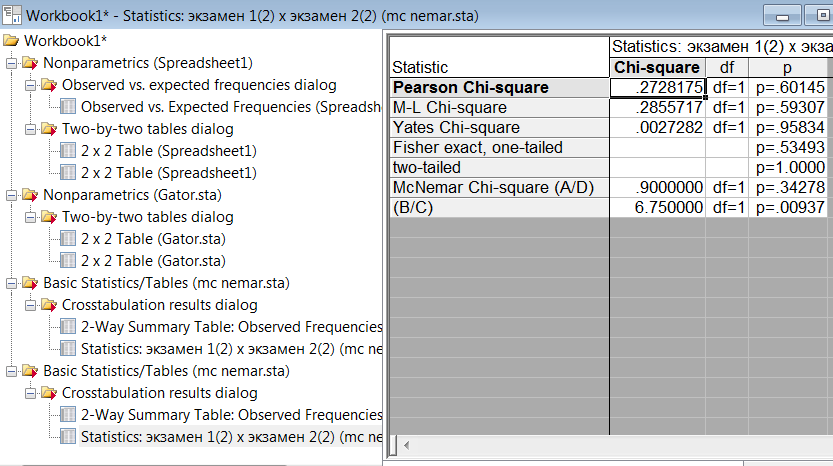 Workbook1* - Statistics: экзамен 1(2) x экзамен 2(2) (mc nemar.sta)
Workbook1*
Nonparametrics (Spreadsheet1)
Observed vs. expected frequencies dialog
Observed vs. Expected Frequencies (Spreadsh
Two-by-two tables dialog
2 x 2 Table (Spreadsheet1)
2 x 2 Table (Spreadsheet1)
Nonparametrics (Gator.sta)
Two-by-two tables dialog
2 x 2 Table (Gator.sta)
2 x 2 Table (Gator.sta)
Basic Statistics/Tables (mc nemar.sta)
Crosstabulation results dialog
2-Way Summary Table: Observed Frequencies
Statistics: экзамен 1(2) x экзамен 2(2) (mc ne
Basic Statistics/Tables (mc nemar.sta)
Crosstabulation results dialog
2-Way Summary Table: Observed Frequencies
Statistics: экзамен 1(2) x экзамен 2(2) (mc ne
Statistics: экзамен 1(2) x экза
Statistic Chi-square df p
Pearson Chi-square .2728175 df=1 p=.60145
M-L Chi-square .2855717 df=1 p=.59307
Yates Chi-square .0027282 df=1 p=.95834
Fisher exact, one-tailed p=.53493
two-tailed p=1.0000
McNemar Chi-square (A/D) .9000000 df=1 p=.34278
(B/C) 6.750000 df=1 p=.00937